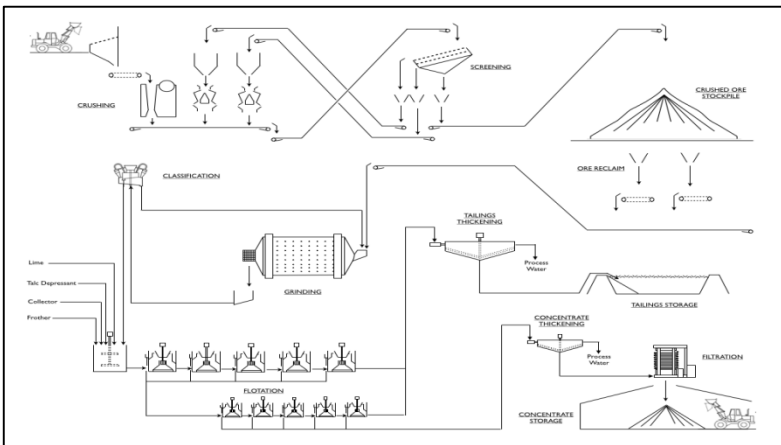 SCREENING
CRUSHING
CRUSHED ORE
STOCKPILE
ORE RECLAIM
CLASSIFICATION
TAILINGS
THICKENING
Process
Water
GRINDING
TAILINGS STORAGE
Lime
Talc Depressant
Collector
Frother
CONCENTRATE
THICKENING
Process
Water
FILTRATION
FLOTATION
CONCENTRATE
STORAGE